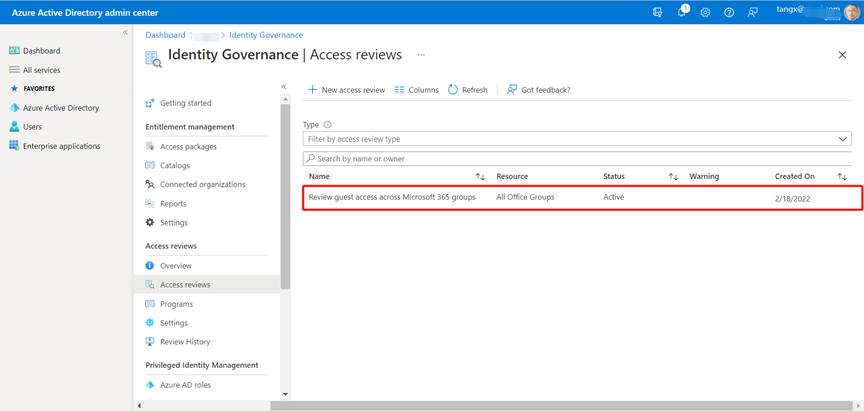 Azure Active Directory admin center
1
tangx@
Dashboard > Identity Governance
Identity Governance | Access reviews ...
Dashboard
All services
FAVORITES
Azure Active Directory
Users
Enterprise applications
Getting started
Entitlement management
Access packages
Catalogs
Connected organizations
Reports
Settings
Access reviews
Overview
Access reviews
Programs
Settings
Review History
Privileged Identity Management
Azure AD roles
New access review Columns Refresh Got feedback?
Type
Filter by access review type
Search by name or owner
Name Resource Status Warning Created On
Review guest access across Microsoft 365 groups All Office Groups Active 2/18/2022